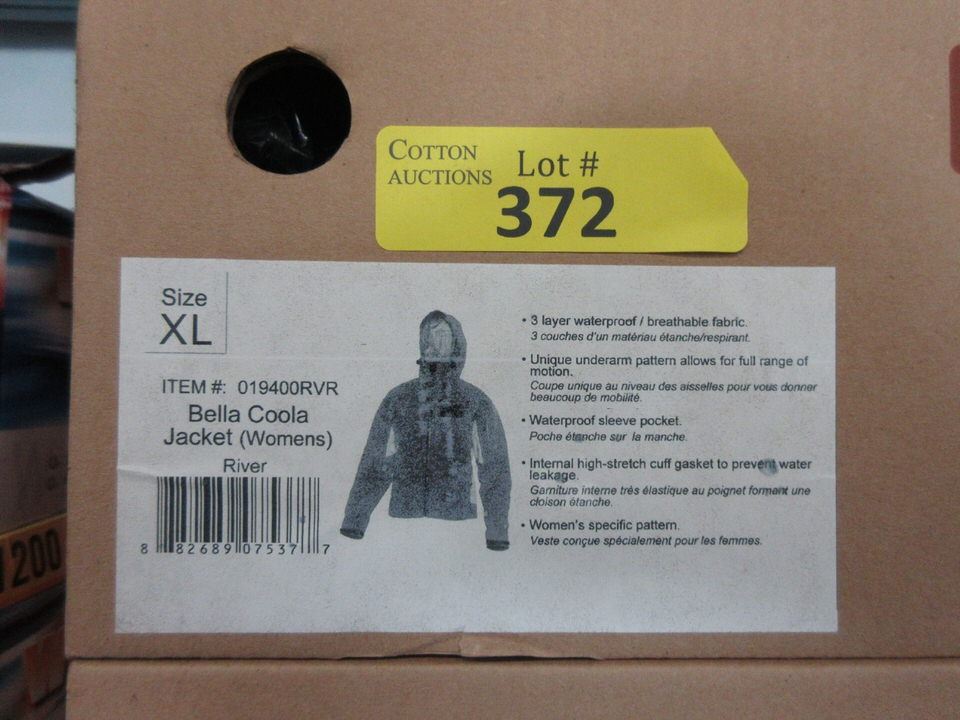 COTTON
AUCTIONS
Lot #
372
Size
XL
ITEM #: 019400RVR
Bella Coola
Jacket (Womens)
River
8 82689 07537 7
• 3 layer waterproof / breathable fabric.
3 couches d'un matériau étanche/respirant.
• Unique underarm pattern allows for full range of
motion.
Coupe unique au niveau des aisselles pour vous donner
beaucoup de mobilité.
• Waterproof sleeve pocket.
Poche étanche sur la manche.
• Internal high-stretch cuff gasket to prevent water
leakage.
Garniture interne très élastique au poignet formant une
cloison étanche.
• Women's specific pattern.
Veste conçue spécialement pour les femmes.
1200